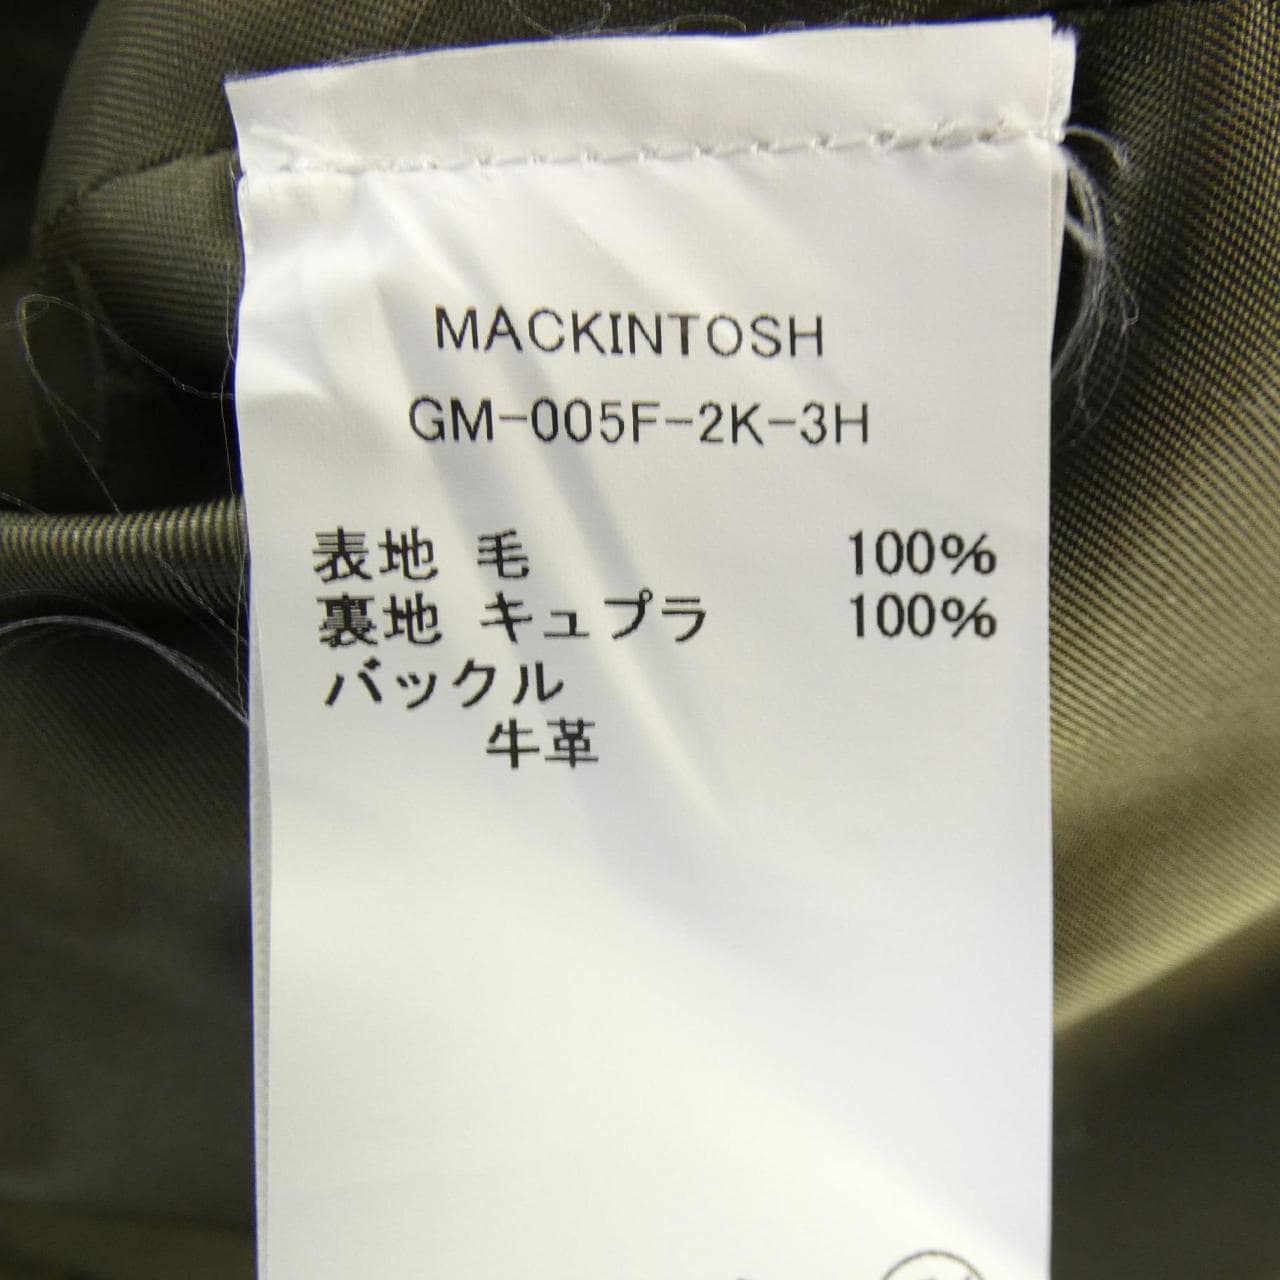 MACKINTOSH
GM-005F-2K-3H
表地 毛 100%
裏地 キュプラ 100%
バックル
牛革